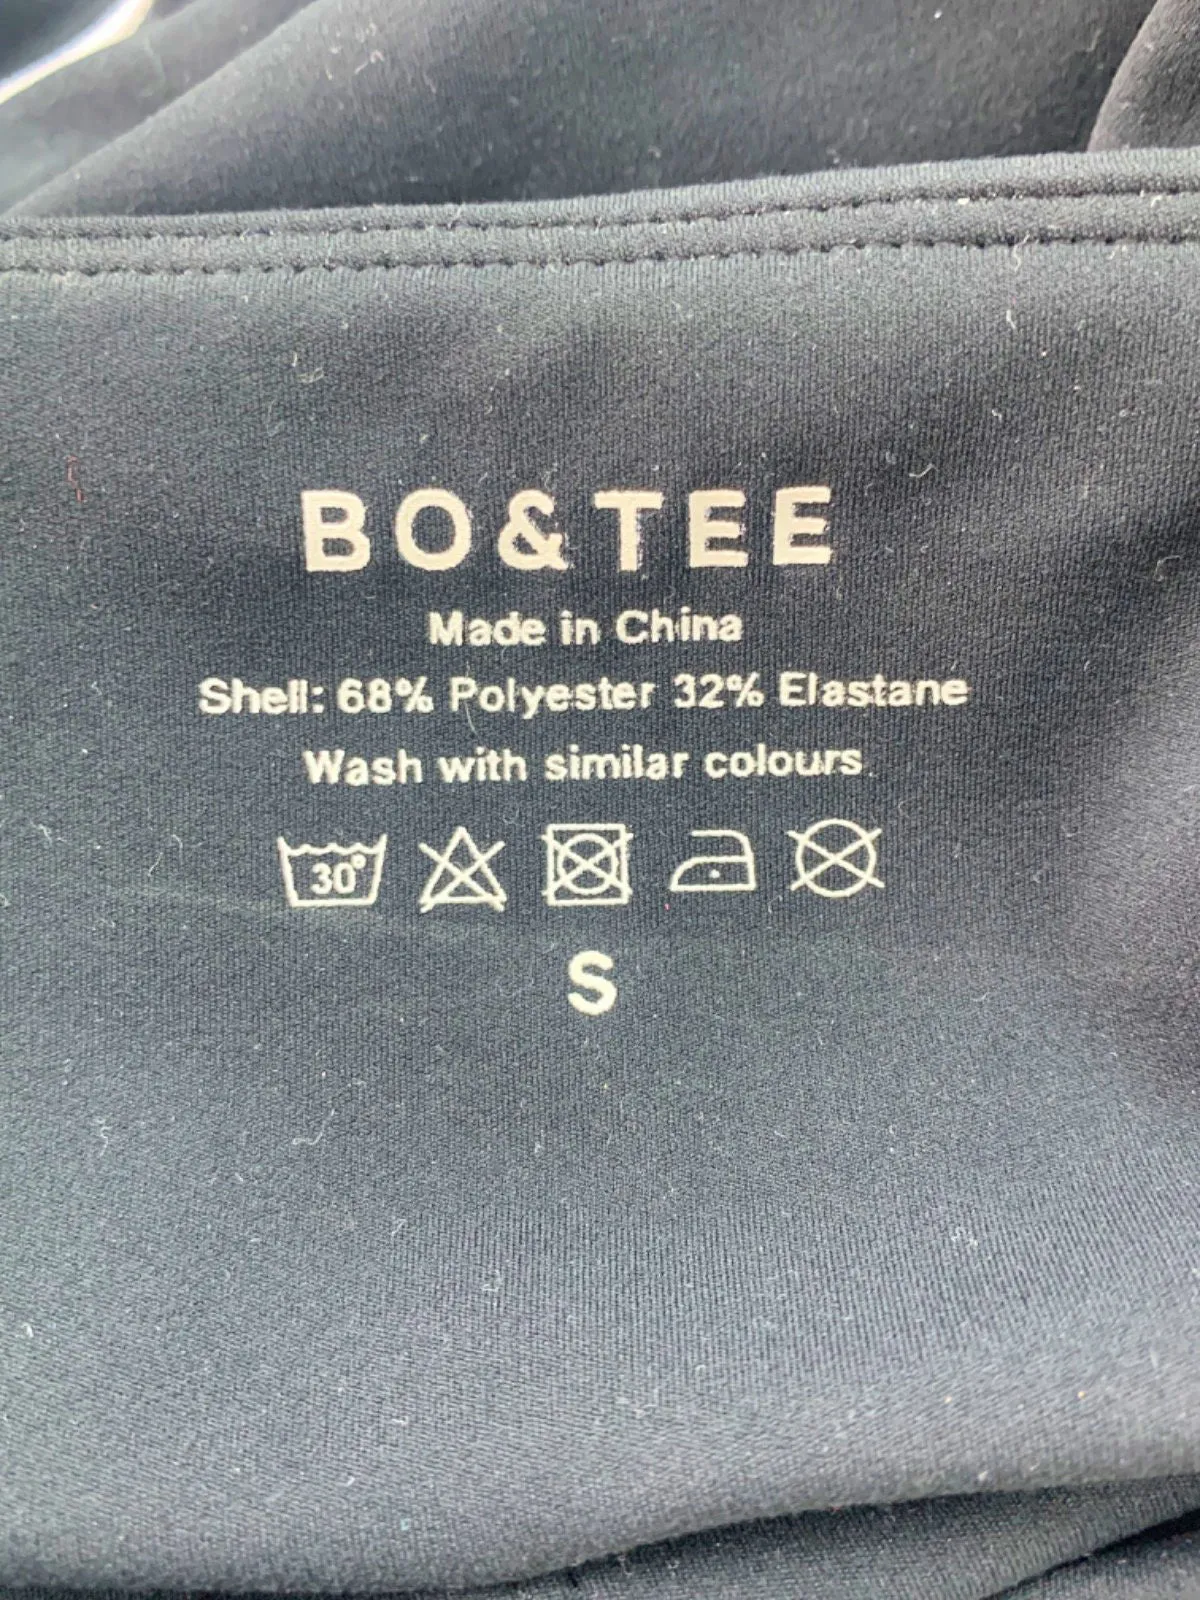 BO&TEE
Made in China
Shell: 68% Polyester 32% Elastane
Wash with similar colours
30°
S